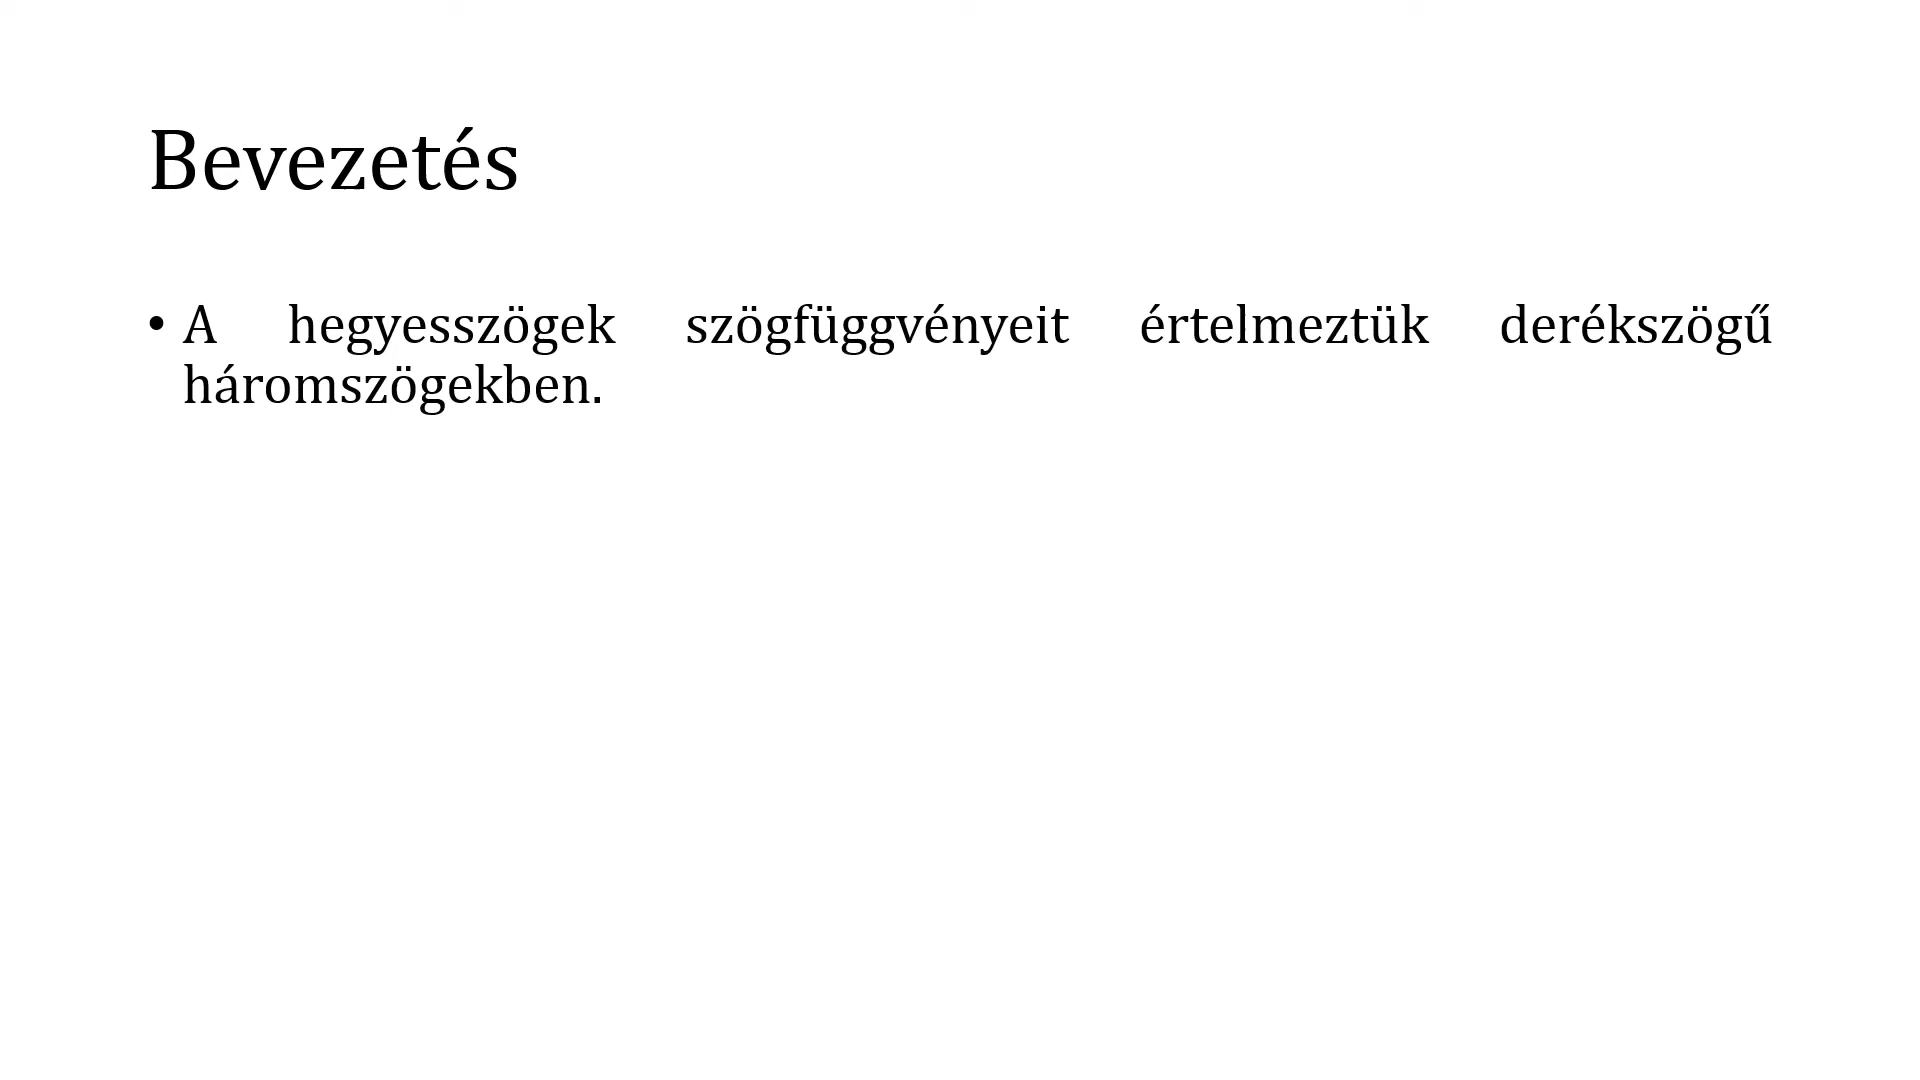 Bevezetés
• A hegyesszögek szögfüggvényeit értelmeztük derékszögű
háromszögekben.